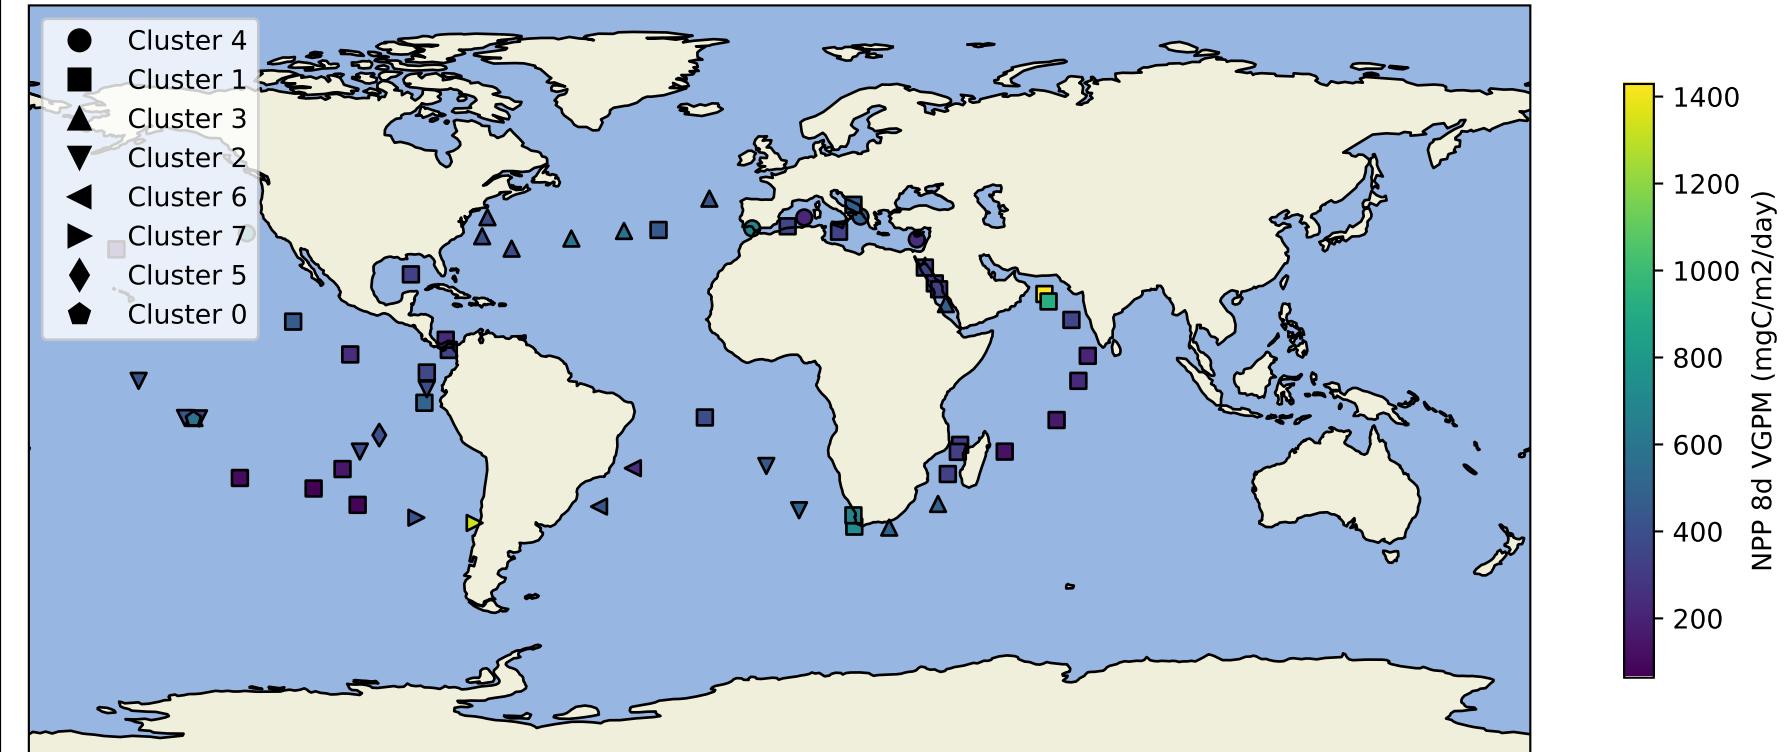 Cluster 4
Cluster 1
Cluster 3
Cluster 2
Cluster 6
Cluster 7
Cluster 5
Cluster 0
1400
1200
1000
800
600
400
200
NPP 8d VGPM (mgC/m2/day)